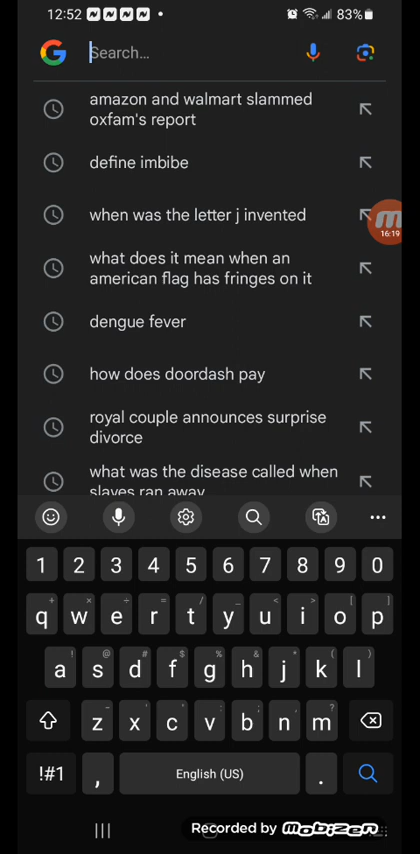 12:52 N N N N • 83%
Search...
amazon and walmart slammed
oxfam's report
define imbibe
when was the letter j invented
16:19
what does it mean when an
american flag has fringes on it
dengue fever
how does doordash pay
royal couple announces surprise
divorce
what was the disease called when
slaves ran away
1 2 3 4 5 6 7 8 9 0
+ × ÷ = / _ < > [ ]
q w e r t y u i o p
! @ # $ % & * ( )
a s d f g h j k l
- ' " : ; , ?
z x c v b n m
!#1 , English (US) .
Recorded by mobizen